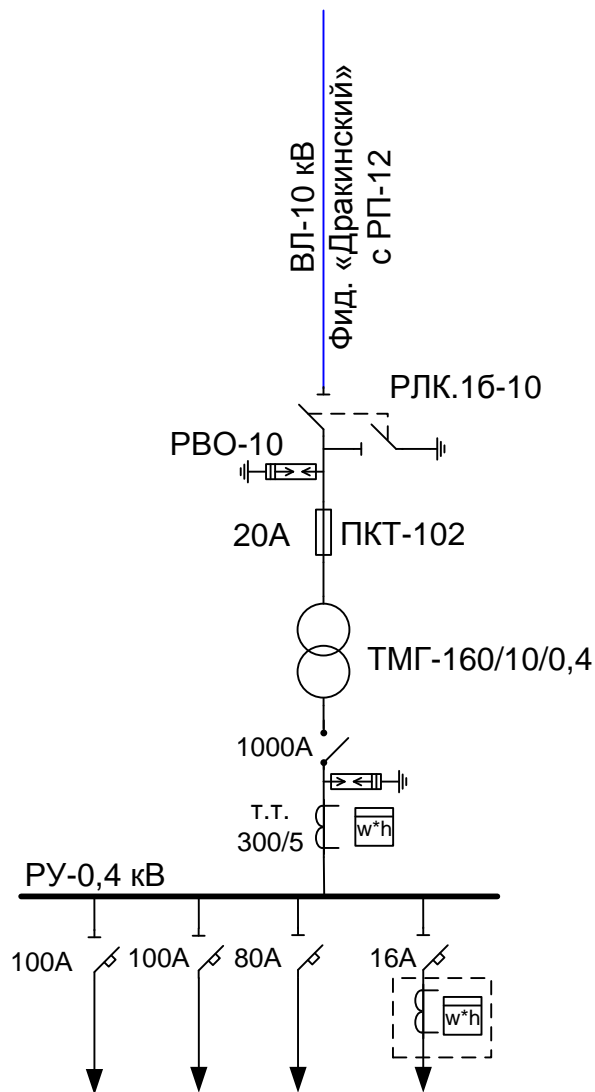 ВЛ-10 кВ
Фид. «Дракинский»
с РП-12
РЛК.1б-10
РВО-10
20А
ПКТ-102
ТМГ-160/10/0,4
1000А
т.т.
300/5
w*h
РУ-0,4 кВ
100А
100А
80А
16А
w*h